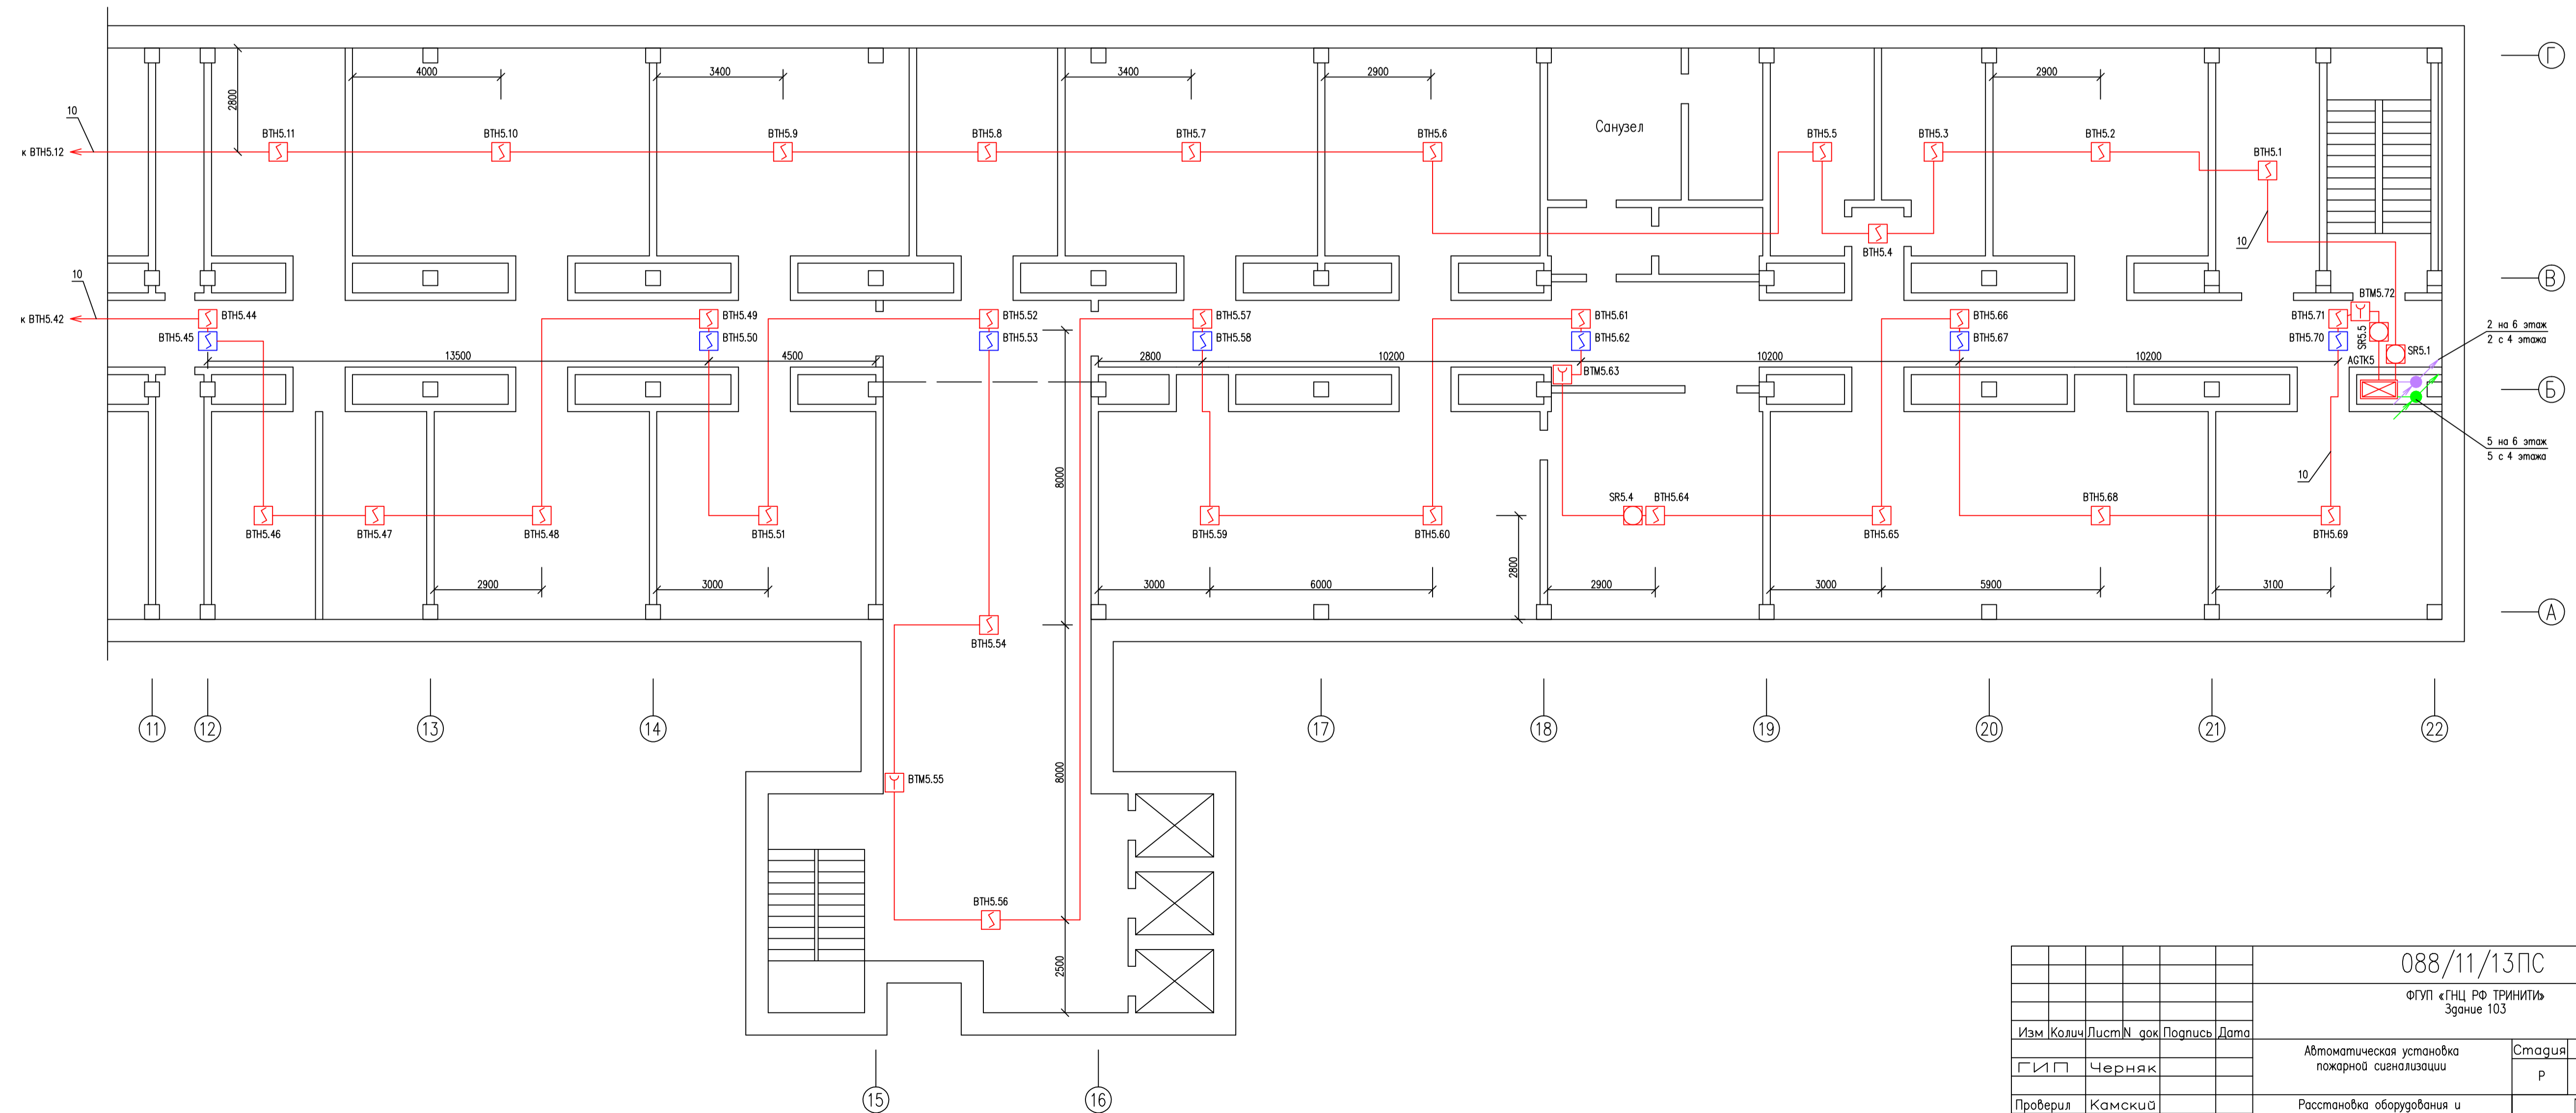 Г
4000
3400
3400
2900
2900
2800
10
к ВТН5.12
ВТН5.11
ВТН5.10
ВТН5.9
ВТН5.8
ВТН5.7
ВТН5.6
Санузел
ВТН5.5
ВТН5.3
ВТН5.2
ВТН5.1
ВТН5.4
10
В
10
к ВТН5.42
ВТН5.44
ВТН5.45
ВТН5.49
ВТН5.50
ВТН5.52
ВТН5.53
ВТН5.57
ВТН5.58
ВТН5.61
ВТН5.62
ВТН5.66
ВТН5.67
ВТМ5.72
ВТН5.71
ВТН5.70
SR5.5
SR5.1
AGTK5
2 на 6 этаж
2 с 4 этажа
13500
4500
2800
10200
10200
10200
ВТМ5.63
Б
5 на 6 этаж
5 с 4 этажа
8000
10
ВТН5.46
ВТН5.47
ВТН5.48
ВТН5.51
ВТН5.59
ВТН5.60
SR5.4
ВТН5.64
ВТН5.65
ВТН5.68
ВТН5.69
2800
2900
3000
3000
6000
2900
3000
5900
3100
А
ВТН5.54
11
12
13
14
17
18
19
20
21
22
ВТМ5.55
8000
ВТН5.56
2500
15
16
088/11/13ПС
ФГУП «ГНЦ РФ ТРИНИТИ»
Здание 103
Изм Колич Лист N док Подпись Дата
ГИП Черняк
Автоматическая установка
пожарной сигнализации
Стадия
Р
Проверил Камский
Расстановка оборудования и